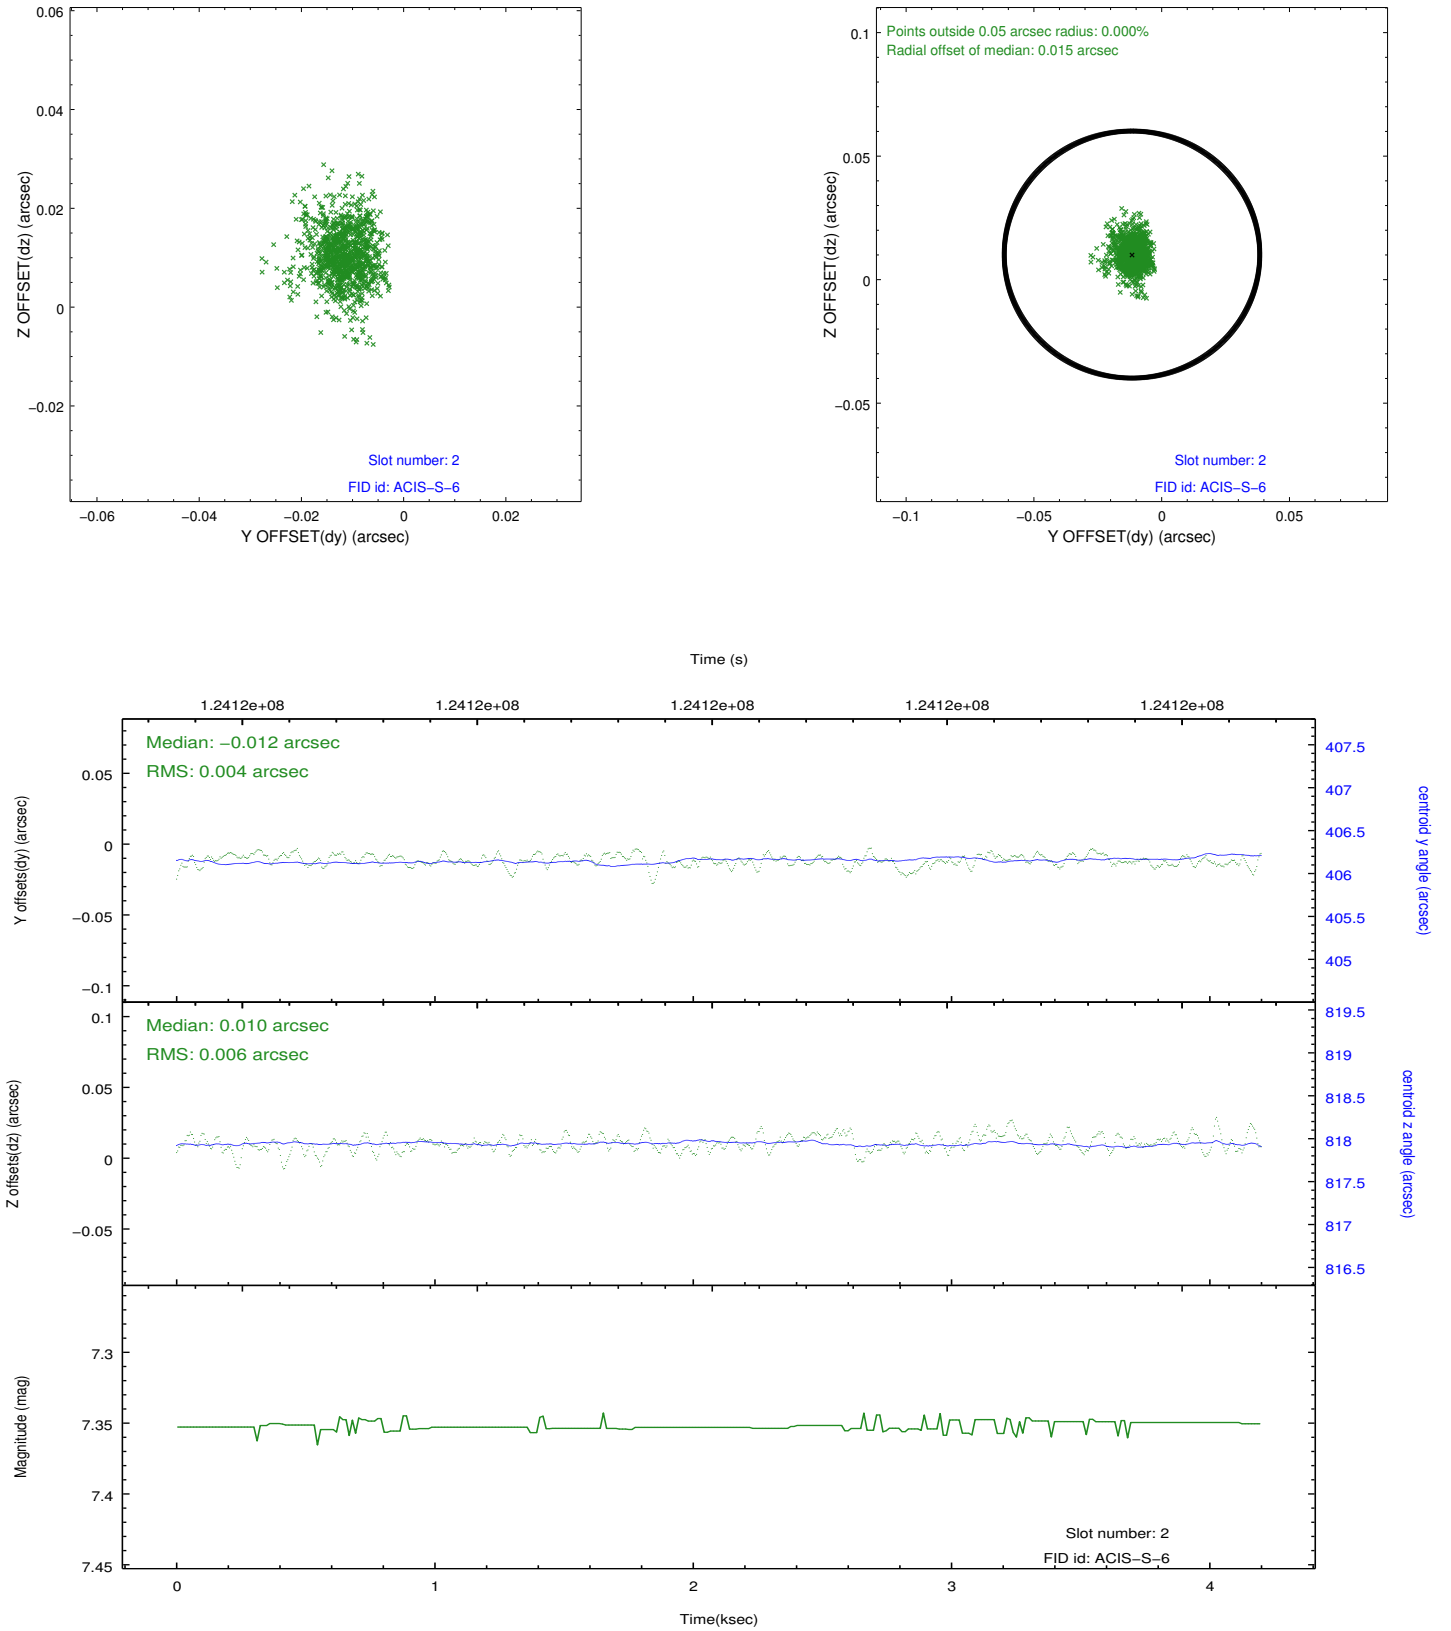 0.06
0.04
0.02
0
−0.02
Z OFFSET(dz) (arcsec)
Slot number: 2
FID id: ACIS−S−6
−0.06 −0.04 −0.02 0 0.02
Y OFFSET(dy) (arcsec)
Points outside 0.05 arcsec radius: 0.000%
Radial offset of median: 0.015 arcsec
0.1
0.05
0
−0.05
Z OFFSET(dz) (arcsec)
Slot number: 2
FID id: ACIS−S−6
−0.1 −0.05 0 0.05
Y OFFSET(dy) (arcsec)
Time (s)
1.2412e+08 1.2412e+08 1.2412e+08 1.2412e+08 1.2412e+08
Median: −0.012 arcsec
RMS: 0.004 arcsec
0.05
0
−0.05
−0.1
Y offsets(dy) (arcsec)
407.5
407
406.5
406
405.5
405
centroid y angle (arcsec)
Median: 0.010 arcsec
RMS: 0.006 arcsec
0.1
0.05
0
−0.05
Z offsets(dz) (arcsec)
819.5
819
818.5
818
817.5
817
816.5
centroid z angle (arcsec)
7.3
7.35
7.4
7.45
Magnitude (mag)
Slot number: 2
FID id: ACIS−S−6
0 1 2 3 4
Time(ksec)